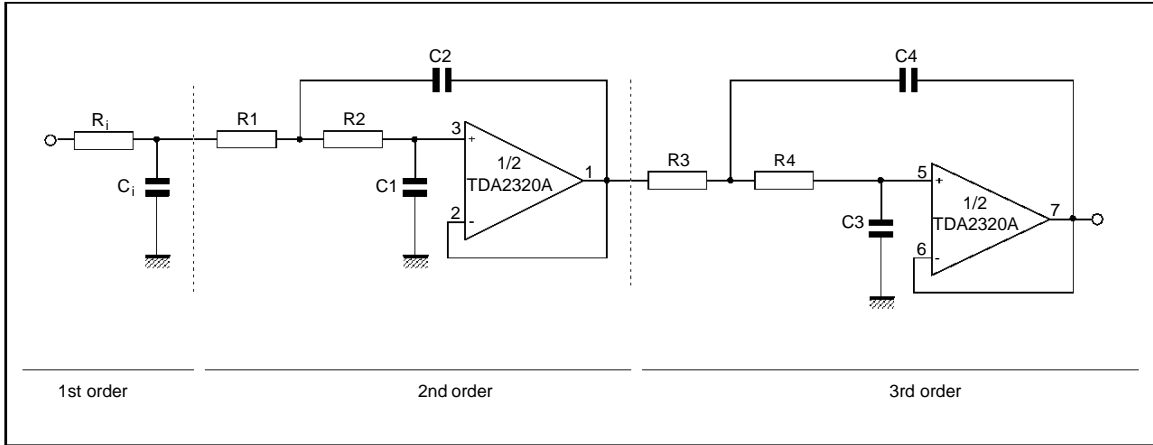 C2
C4
Ri
R1
R2
3
+
1/2
TDA2320A
1
2
-
Ci
C1
R3
R4
5
+
1/2
TDA2320A
7
6
-
C3
1st order
2nd order
3rd order